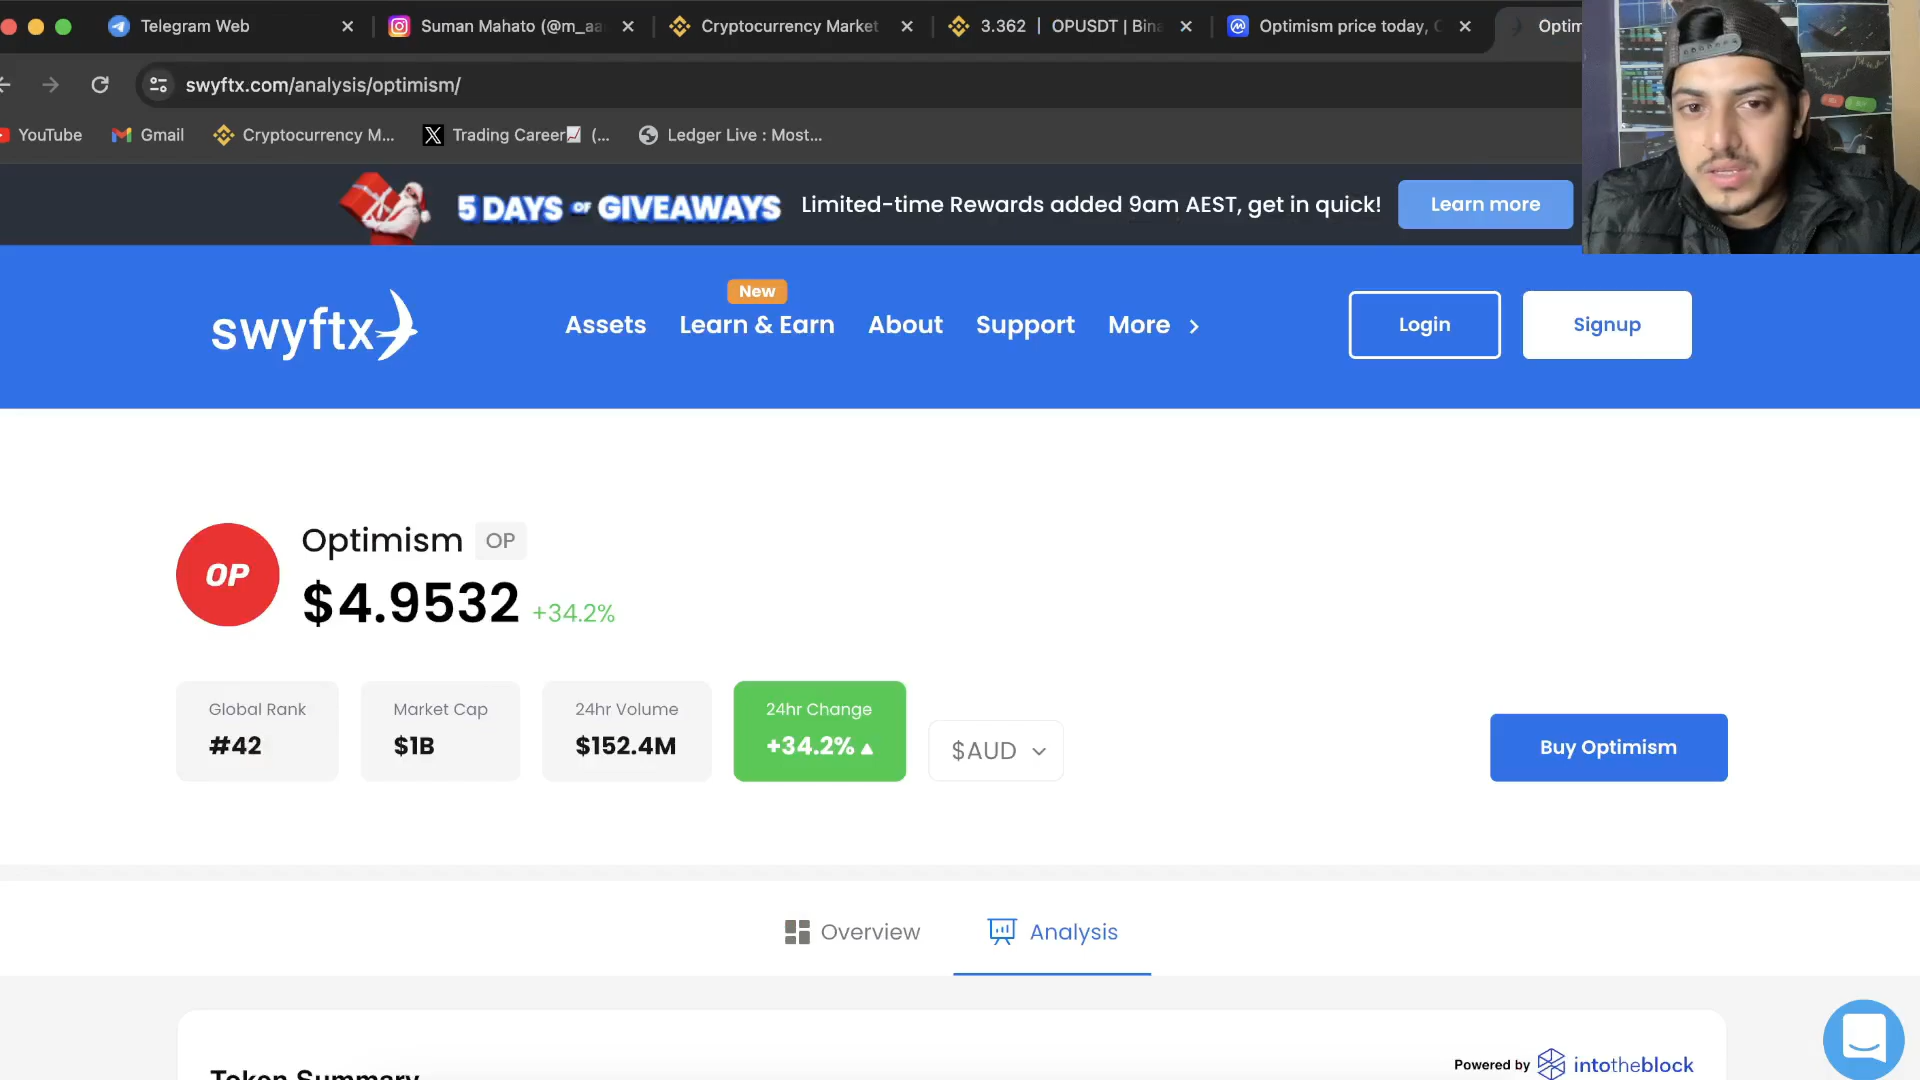 Telegram Web
Suman Mahato (@m_aa
Cryptocurrency Market
3.362 | OPUSDT | Bina
Optimism price today,
Optim
swyftx.com/analysis/optimism/
YouTube
Gmail
Cryptocurrency M...
Trading Career📈 (...
Ledger Live : Most...
5 DAYS OF GIVEAWAYS
Limited-time Rewards added 9am AEST, get in quick!
Learn more
swyftx
Assets
New
Learn & Earn
About
Support
More
Login
Signup
OP
Optimism OP
$4.9532 +34.2%
Global Rank
#42
Market Cap
$1B
24hr Volume
$152.4M
24hr Change
+34.2% ▲
$AUD
Buy Optimism
Overview
Analysis
Token Summary
Powered by intotheblock